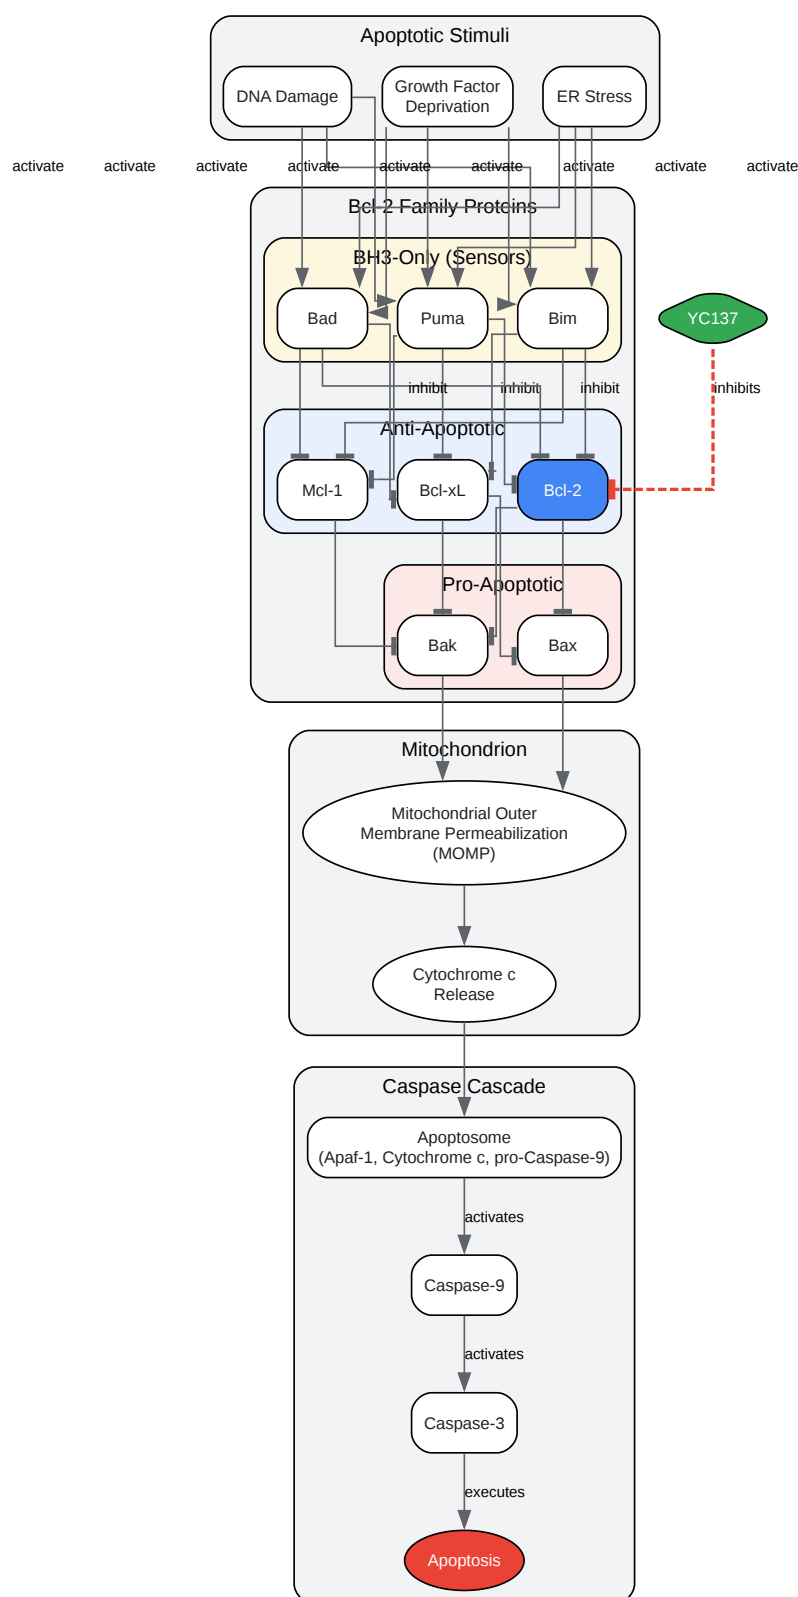 Apoptotic Stimuli
DNA Damage
Growth Factor
Deprivation
ER Stress
activate
activate
activate
activate
activate
activate
activate
activate
activate
Bcl-2 Family Proteins
BH3-Only (Sensors)
Bad
Puma
Bim
YC137
inhibit
inhibit
inhibit
inhibits
Anti-Apoptotic
Mcl-1
Bcl-xL
Bcl-2
Pro-Apoptotic
Bak
Bax
Mitochondrion
Mitochondrial Outer
Membrane Permeabilization
(MOMP)
Cytochrome c
Release
Caspase Cascade
Apoptosome
(Apaf-1, Cytochrome c, pro-Caspase-9)
activates
Caspase-9
activates
Caspase-3
executes
Apoptosis